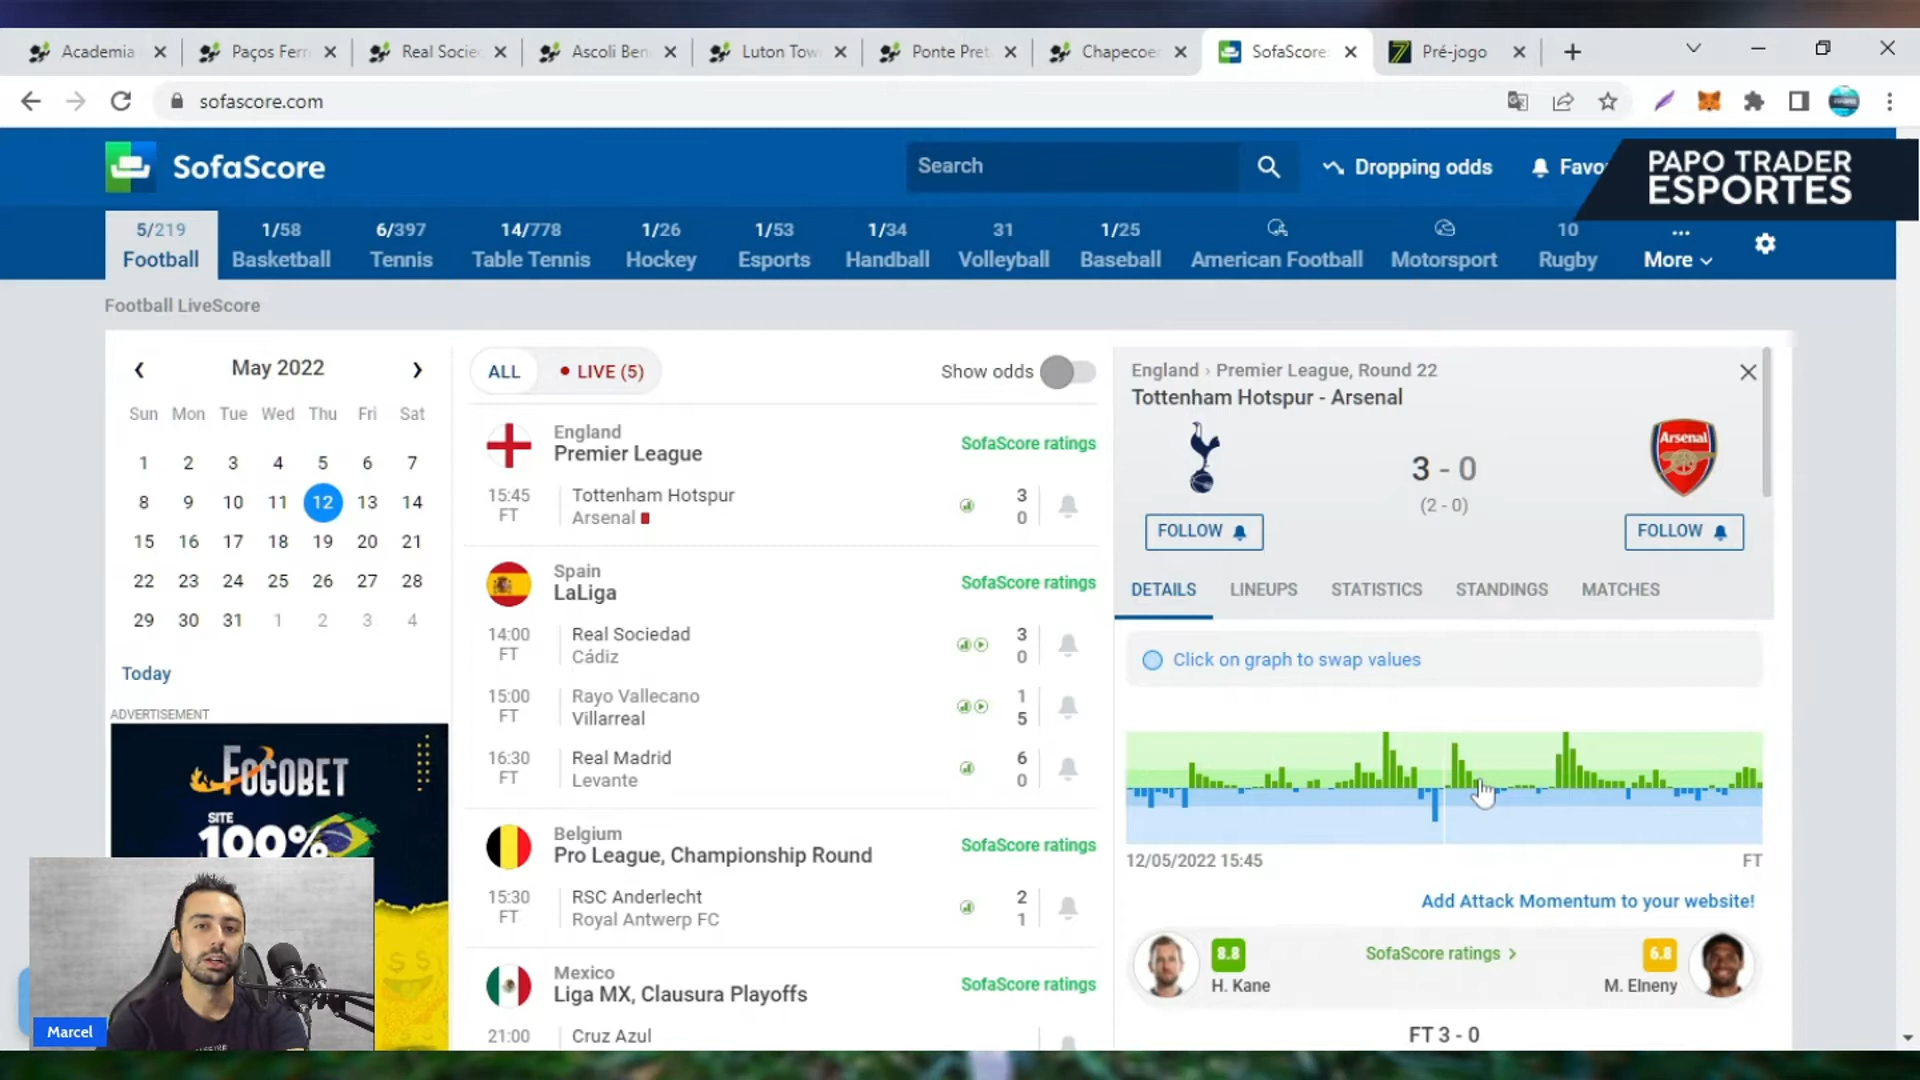 Academia
Paços Ferr
Real Socie
Ascoli Ben
Luton Tow
Ponte Pret
Chapecoen
SofaScore
Pré-jogo
sofascore.com
SofaScore
Search
Dropping odds
Favo
PAPO TRADER
ESPORTES
5/219
Football
1/58
Basketball
6/397
Tennis
14/778
Table Tennis
1/26
Hockey
1/53
Esports
1/34
Handball
31
Volleyball
1/25
Baseball
American Football
Motorsport
10
Rugby
More
Football LiveScore
May 2022
Sun Mon Tue Wed Thu Fri Sat
1 2 3 4 5 6 7
8 9 10 11 12 13 14
15 16 17 18 19 20 21
22 23 24 25 26 27 28
29 30 31 1 2 3 4
Today
ADVERTISEMENT
FOGOBET
SITE
100%
Marcel
ALL
LIVE (5)
Show odds
England
Premier League
SofaScore ratings
15:45 Tottenham Hotspur 3
FT Arsenal 0
Spain
LaLiga
SofaScore ratings
14:00 Real Sociedad 3
FT Cádiz 0
15:00 Rayo Vallecano 1
FT Villarreal 5
16:30 Real Madrid 6
FT Levante 0
Belgium
Pro League, Championship Round
SofaScore ratings
15:30 RSC Anderlecht 2
FT Royal Antwerp FC 1
Mexico
Liga MX, Clausura Playoffs
SofaScore ratings
21:00 Cruz Azul
England › Premier League, Round 22
Tottenham Hotspur - Arsenal
Arsenal
3 - 0
(2 - 0)
FOLLOW
FOLLOW
DETAILS
LINEUPS
STATISTICS
STANDINGS
MATCHES
Click on graph to swap values
12/05/2022 15:45
FT
Add Attack Momentum to your website!
8.8
H. Kane
SofaScore ratings >
6.8
M. Elneny
FT 3 - 0